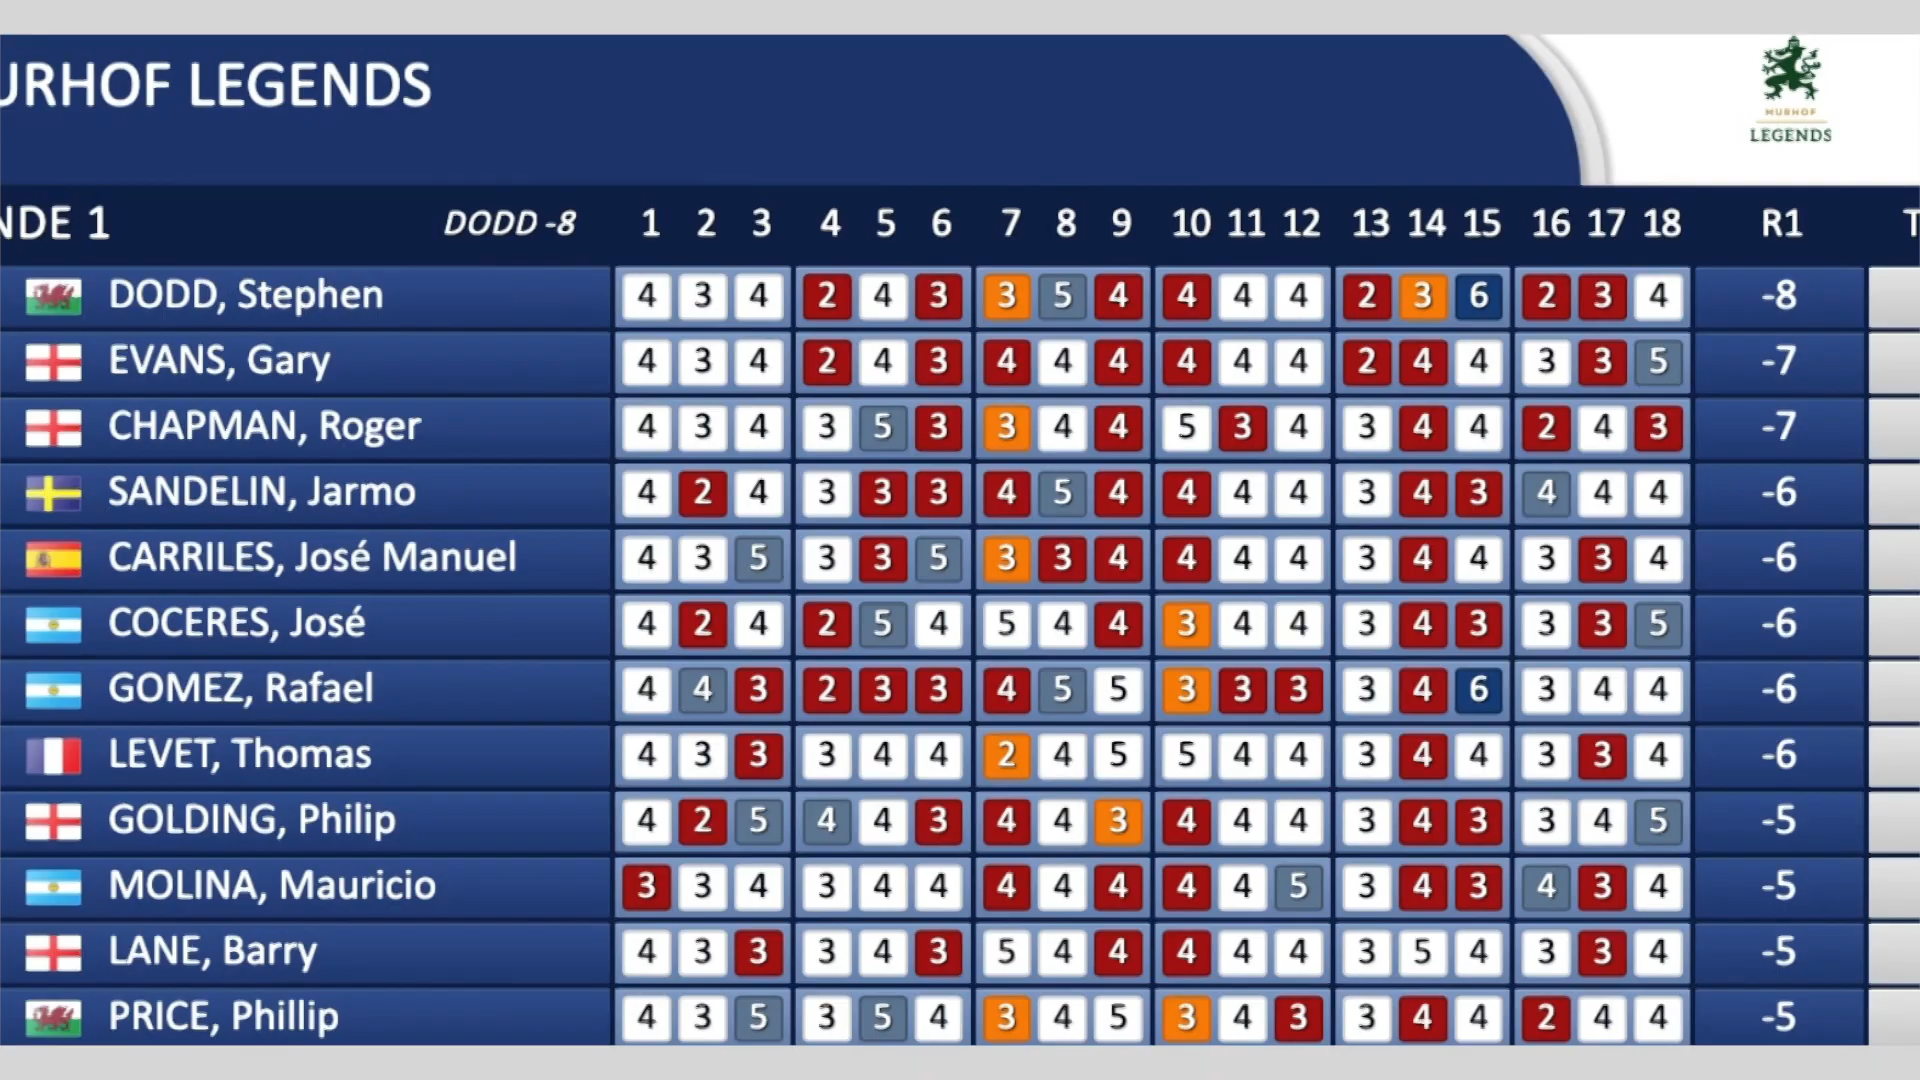 URHOF LEGENDS
MURHOF
LEGENDS
NDE 1 DODD -8 1 2 3 4 5 6 7 8 9 10 11 12 13 14 15 16 17 18 R1 T
DODD, Stephen 4 3 4 2 4 3 3 5 4 4 4 4 2 3 6 2 3 4 -8
EVANS, Gary 4 3 4 2 4 3 4 4 4 4 4 4 2 4 4 3 3 5 -7
CHAPMAN, Roger 4 3 4 3 5 3 3 4 4 5 3 4 3 4 4 2 4 3 -7
SANDELIN, Jarmo 4 2 4 3 3 3 4 5 4 4 4 4 3 4 3 4 4 4 -6
CARRILES, José Manuel 4 3 5 3 3 5 3 3 4 4 4 4 3 4 4 3 3 4 -6
COCERES, José 4 2 4 2 5 4 5 4 4 3 4 4 3 4 3 3 3 5 -6
GOMEZ, Rafael 4 4 3 2 3 3 4 5 5 3 3 3 3 4 6 3 4 4 -6
LEVET, Thomas 4 3 3 3 4 4 2 4 5 5 4 4 3 4 4 3 3 4 -6
GOLDING, Philip 4 2 5 4 4 3 4 4 3 4 4 4 3 4 3 3 4 5 -5
MOLINA, Mauricio 3 3 4 3 4 4 4 4 4 4 4 5 3 4 3 4 3 4 -5
LANE, Barry 4 3 3 3 4 3 5 4 4 4 4 4 3 5 4 3 3 4 -5
PRICE, Phillip 4 3 5 3 5 4 3 4 5 3 4 3 3 4 4 2 4 4 -5